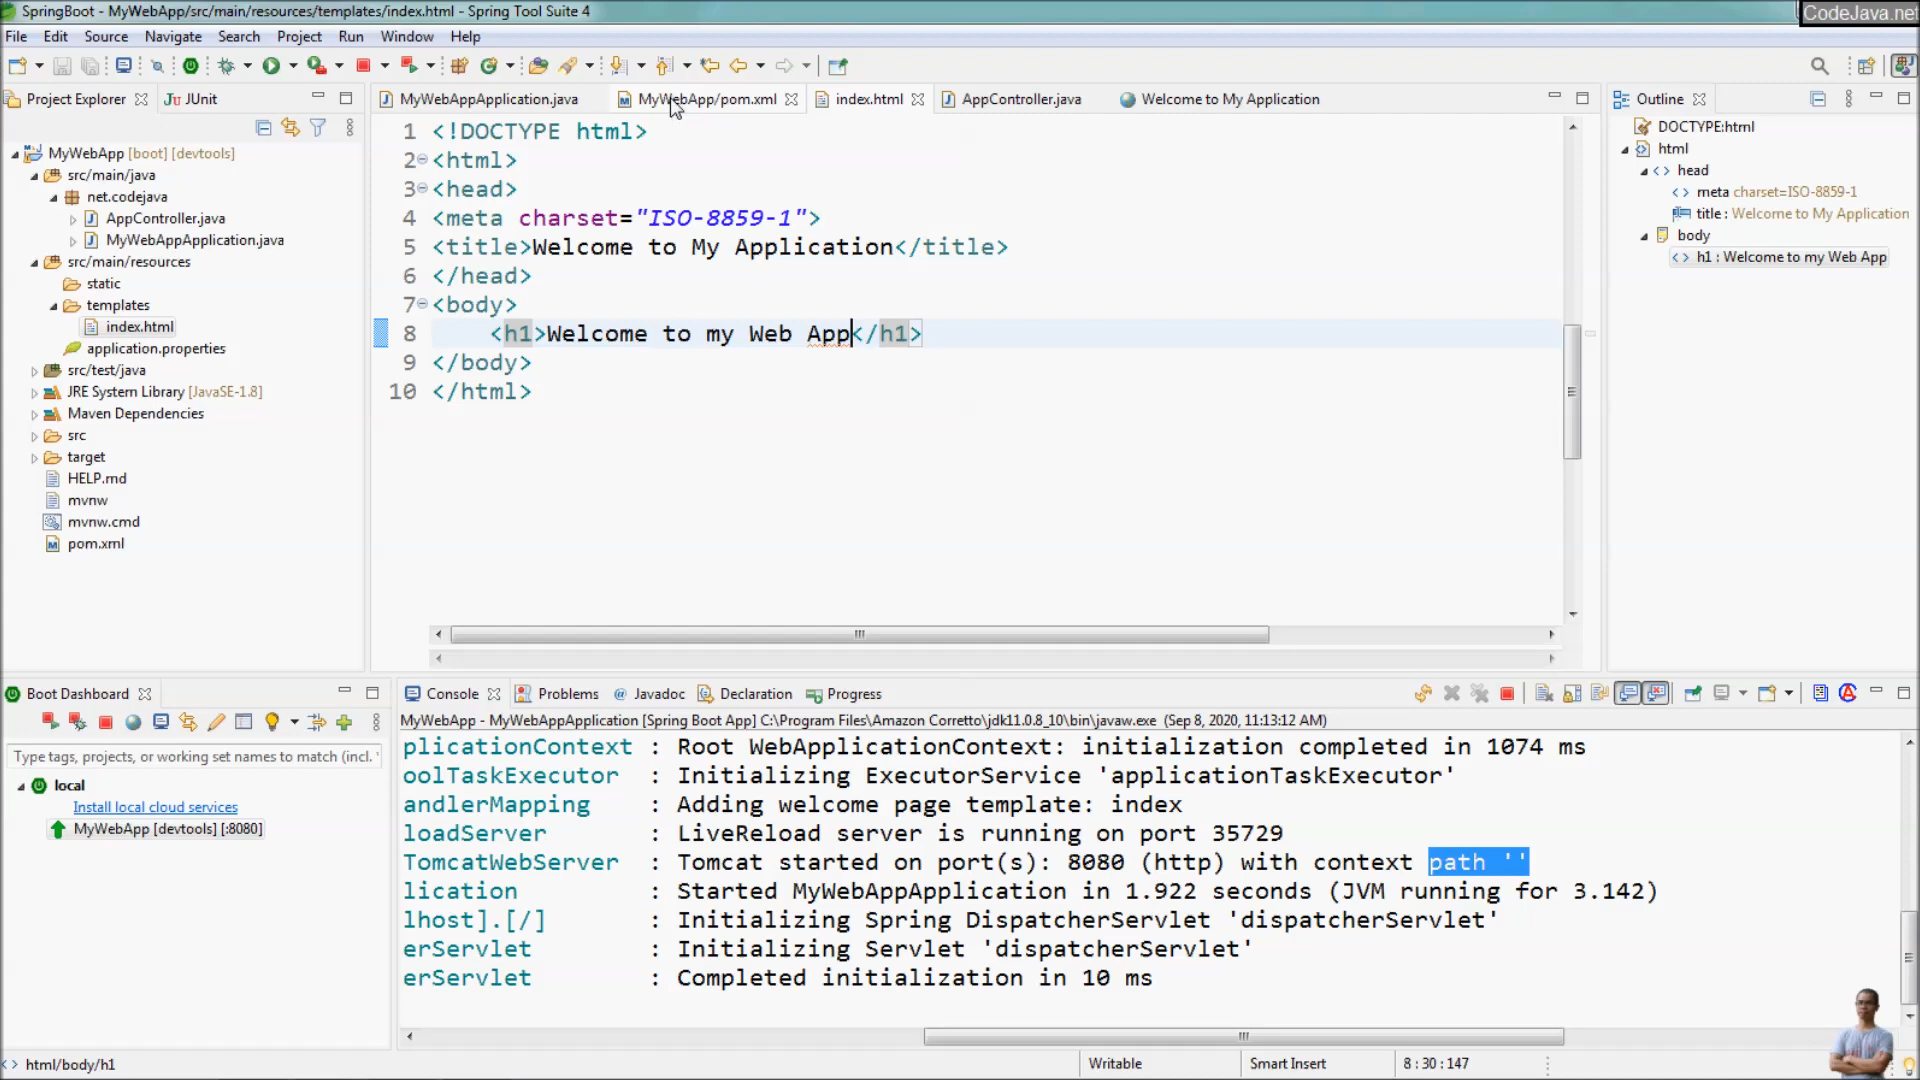 SpringBoot - MyWebApp/src/main/resources/templates/index.html - Spring Tool Suite 4
CodeJava.net
File Edit Source Navigate Search Project Run Window Help
Project Explorer
JUnit
MyWebAppApplication.java
MyWebApp/pom.xml
index.html
AppController.java
Welcome to My Application
Outline
MyWebApp [boot] [devtools]
src/main/java
net.codejava
AppController.java
MyWebAppApplication.java
src/main/resources
static
templates
index.html
application.properties
src/test/java
JRE System Library [JavaSE-1.8]
Maven Dependencies
src
target
HELP.md
mvnw
mvnw.cmd
pom.xml
1 <!DOCTYPE html>
2 <html>
3 <head>
4 <meta charset="ISO-8859-1">
5 <title>Welcome to My Application</title>
6 </head>
7 <body>
8 <h1>Welcome to my Web App</h1>
9 </body>
10 </html>
DOCTYPE:html
html
head
meta charset=ISO-8859-1
title : Welcome to My Application
body
h1 : Welcome to my Web App
Boot Dashboard
Type tags, projects, or working set names to match (incl. *
local
Install local cloud services
MyWebApp [devtools] [:8080]
Console
Problems
Javadoc
Declaration
Progress
MyWebApp - MyWebAppApplication [Spring Boot App] C:\Program Files\Amazon Corretto\jdk11.0.8_10\bin\javaw.exe (Sep 8, 2020, 11:13:12 AM)
plicationContext : Root WebApplicationContext: initialization completed in 1074 ms
oolTaskExecutor : Initializing ExecutorService 'applicationTaskExecutor'
andlerMapping : Adding welcome page template: index
loadServer : LiveReload server is running on port 35729
TomcatWebServer : Tomcat started on port(s): 8080 (http) with context path ''
lication : Started MyWebAppApplication in 1.922 seconds (JVM running for 3.142)
lhost].[/] : Initializing Spring DispatcherServlet 'dispatcherServlet'
erServlet : Initializing Servlet 'dispatcherServlet'
erServlet : Completed initialization in 10 ms
html/body/h1
Writable
Smart Insert
8 : 30 : 147